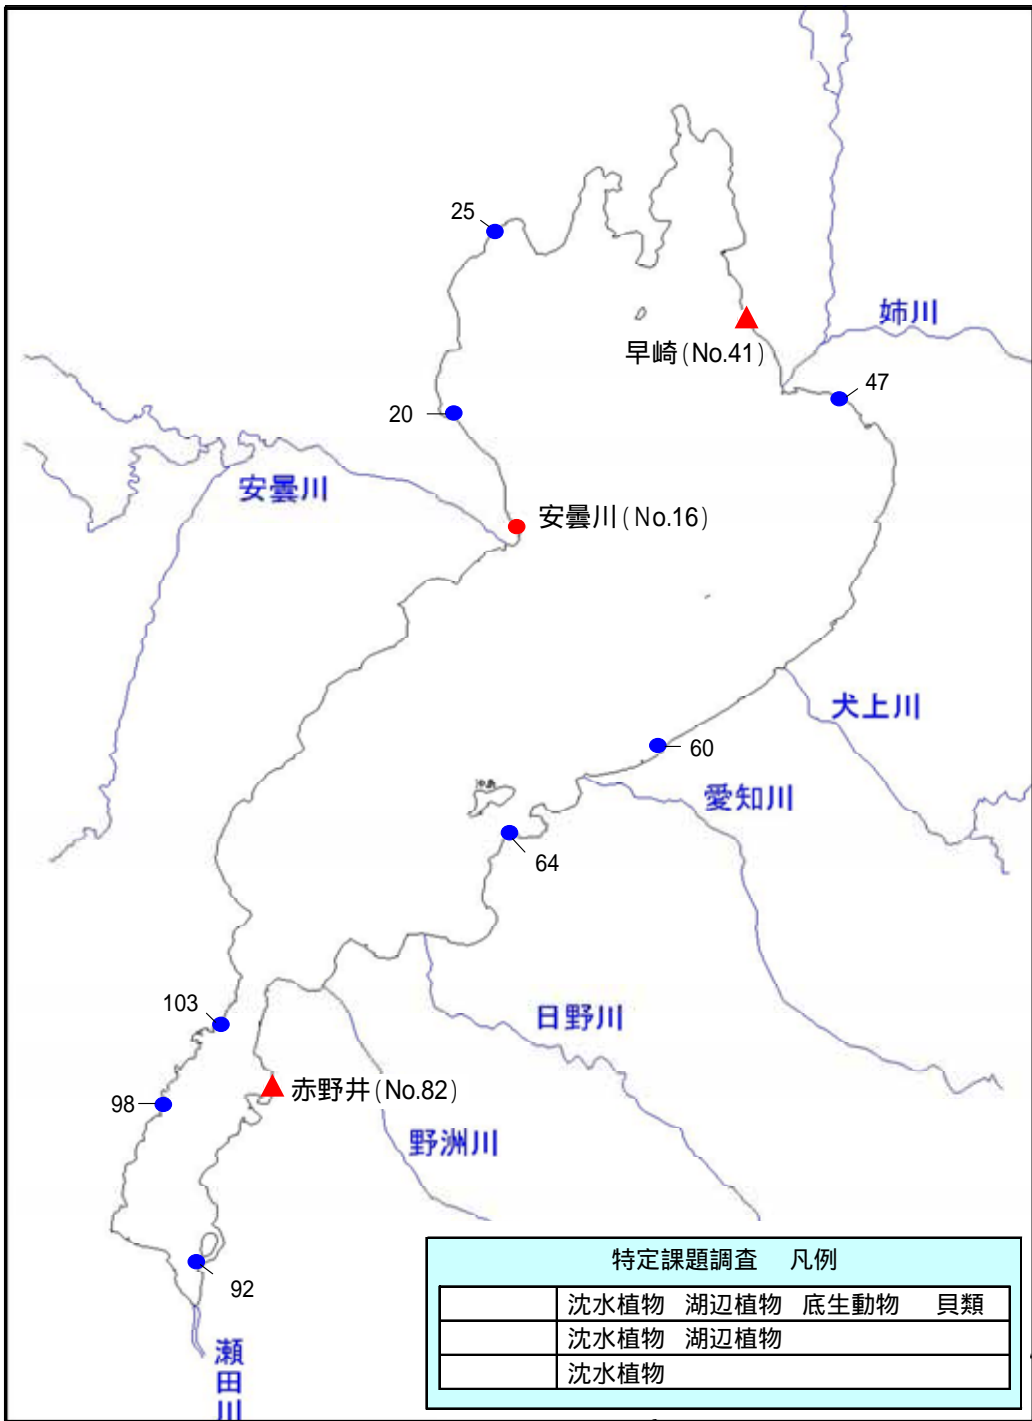 25
姉川
早崎(No.41)
47
20
安曇川
安曇川(No.16)
犬上川
60
愛知川
沖島
64
103
日野川
98
赤野井(No.82)
野洲川
92
瀬田川
特定課題調査 凡例
沈水植物 湖辺植物 底生動物 貝類
沈水植物 湖辺植物
沈水植物